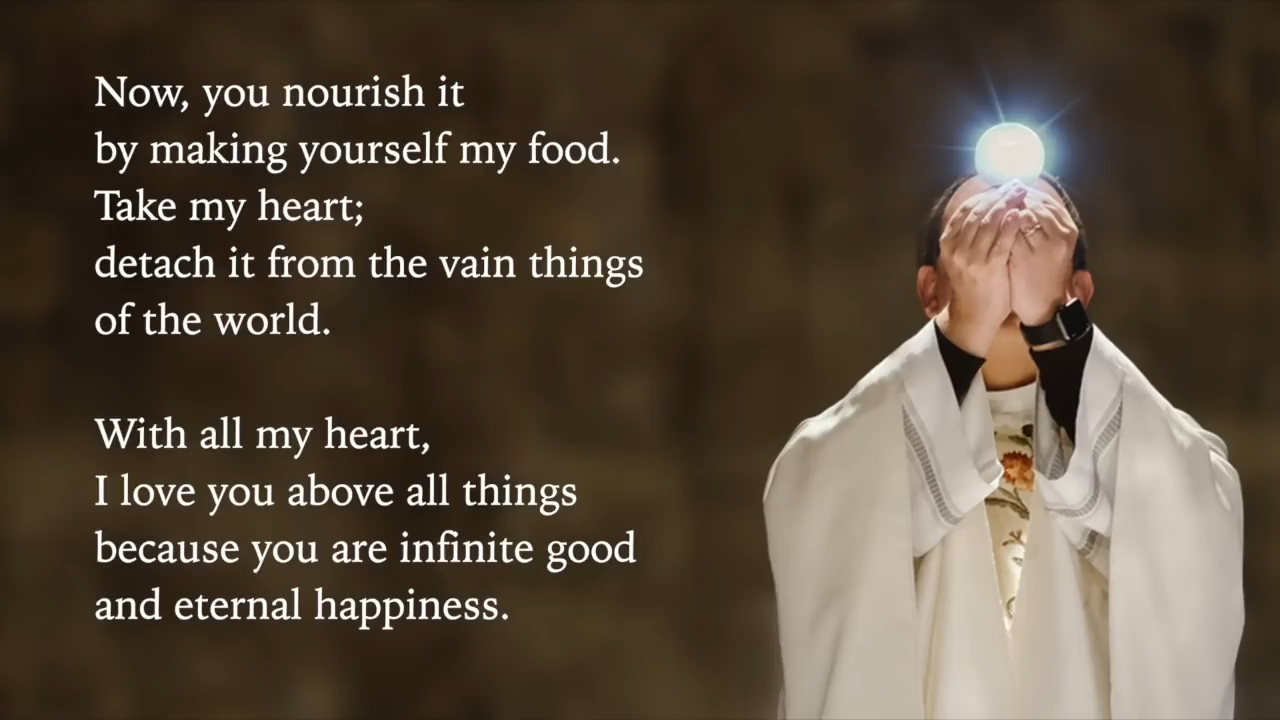 Now, you nourish it
by making yourself my food.
Take my heart;
detach it from the vain things
of the world.
With all my heart,
I love you above all things
because you are infinite good
and eternal happiness.